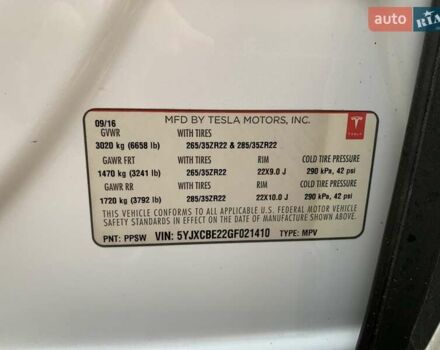 auto RIA
09/16 MFD BY TESLA MOTORS, INC.
GVWR WITH TIRES
3020 kg (6658 lb) 265/35ZR22 & 285/35ZR22
GAWR FRT WITH TIRES RIM COLD TIRE PRESSURE
1470 kg (3241 lb) 265/35ZR22 22X9.0 J 290 kPa, 42 psi
GAWR RR WITH TIRES RIM COLD TIRE PRESSURE
1720 kg (3792 lb) 285/35ZR22 22X10.0 J 290 kPa, 42 psi
THIS VEHICLE CONFORMS TO ALL APPLICABLE U.S. FEDERAL MOTOR VEHICLE
SAFETY STANDARDS IN EFFECT ON THE DATE OF MANUFACTURE SHOWN ABOVE.
PNT: PPSW VIN: 5YJXCBE22GF021410 TYPE: MPV
TESLA